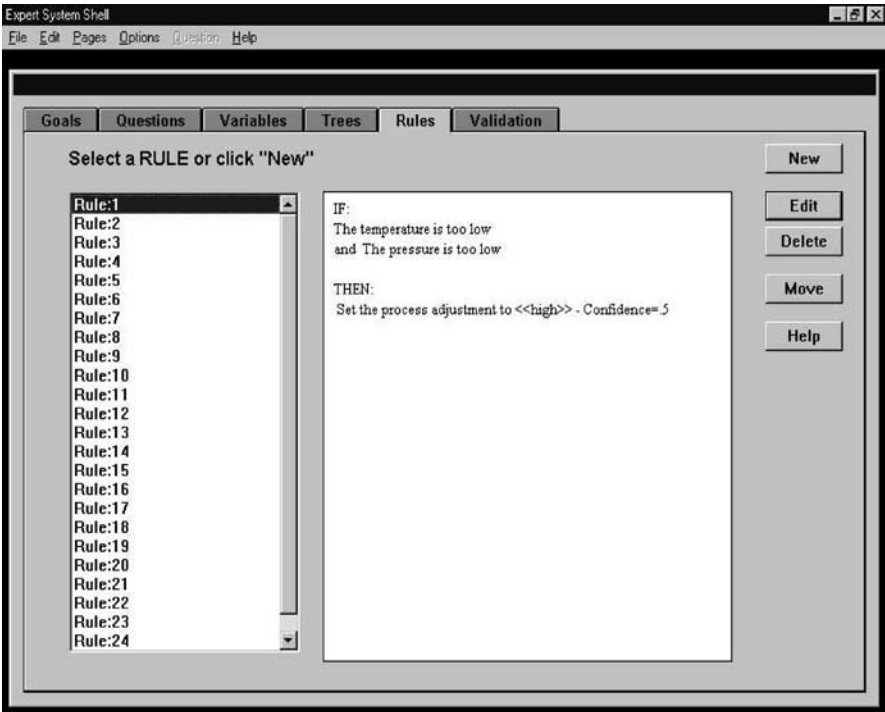 Expert System Shell
File Edit Pages Options Question Help
Goals Questions Variables Trees Rules Validation
Select a RULE or click "New"
New
Edit
Delete
Move
Help
Rule:1
Rule:2
Rule:3
Rule:4
Rule:5
Rule:6
Rule:7
Rule:8
Rule:9
Rule:10
Rule:11
Rule:12
Rule:13
Rule:14
Rule:15
Rule:16
Rule:17
Rule:18
Rule:19
Rule:20
Rule:21
Rule:22
Rule:23
Rule:24
IF:
The temperature is too low
and The pressure is too low
THEN:
Set the process adjustment to <<high>> - Confidence=.5